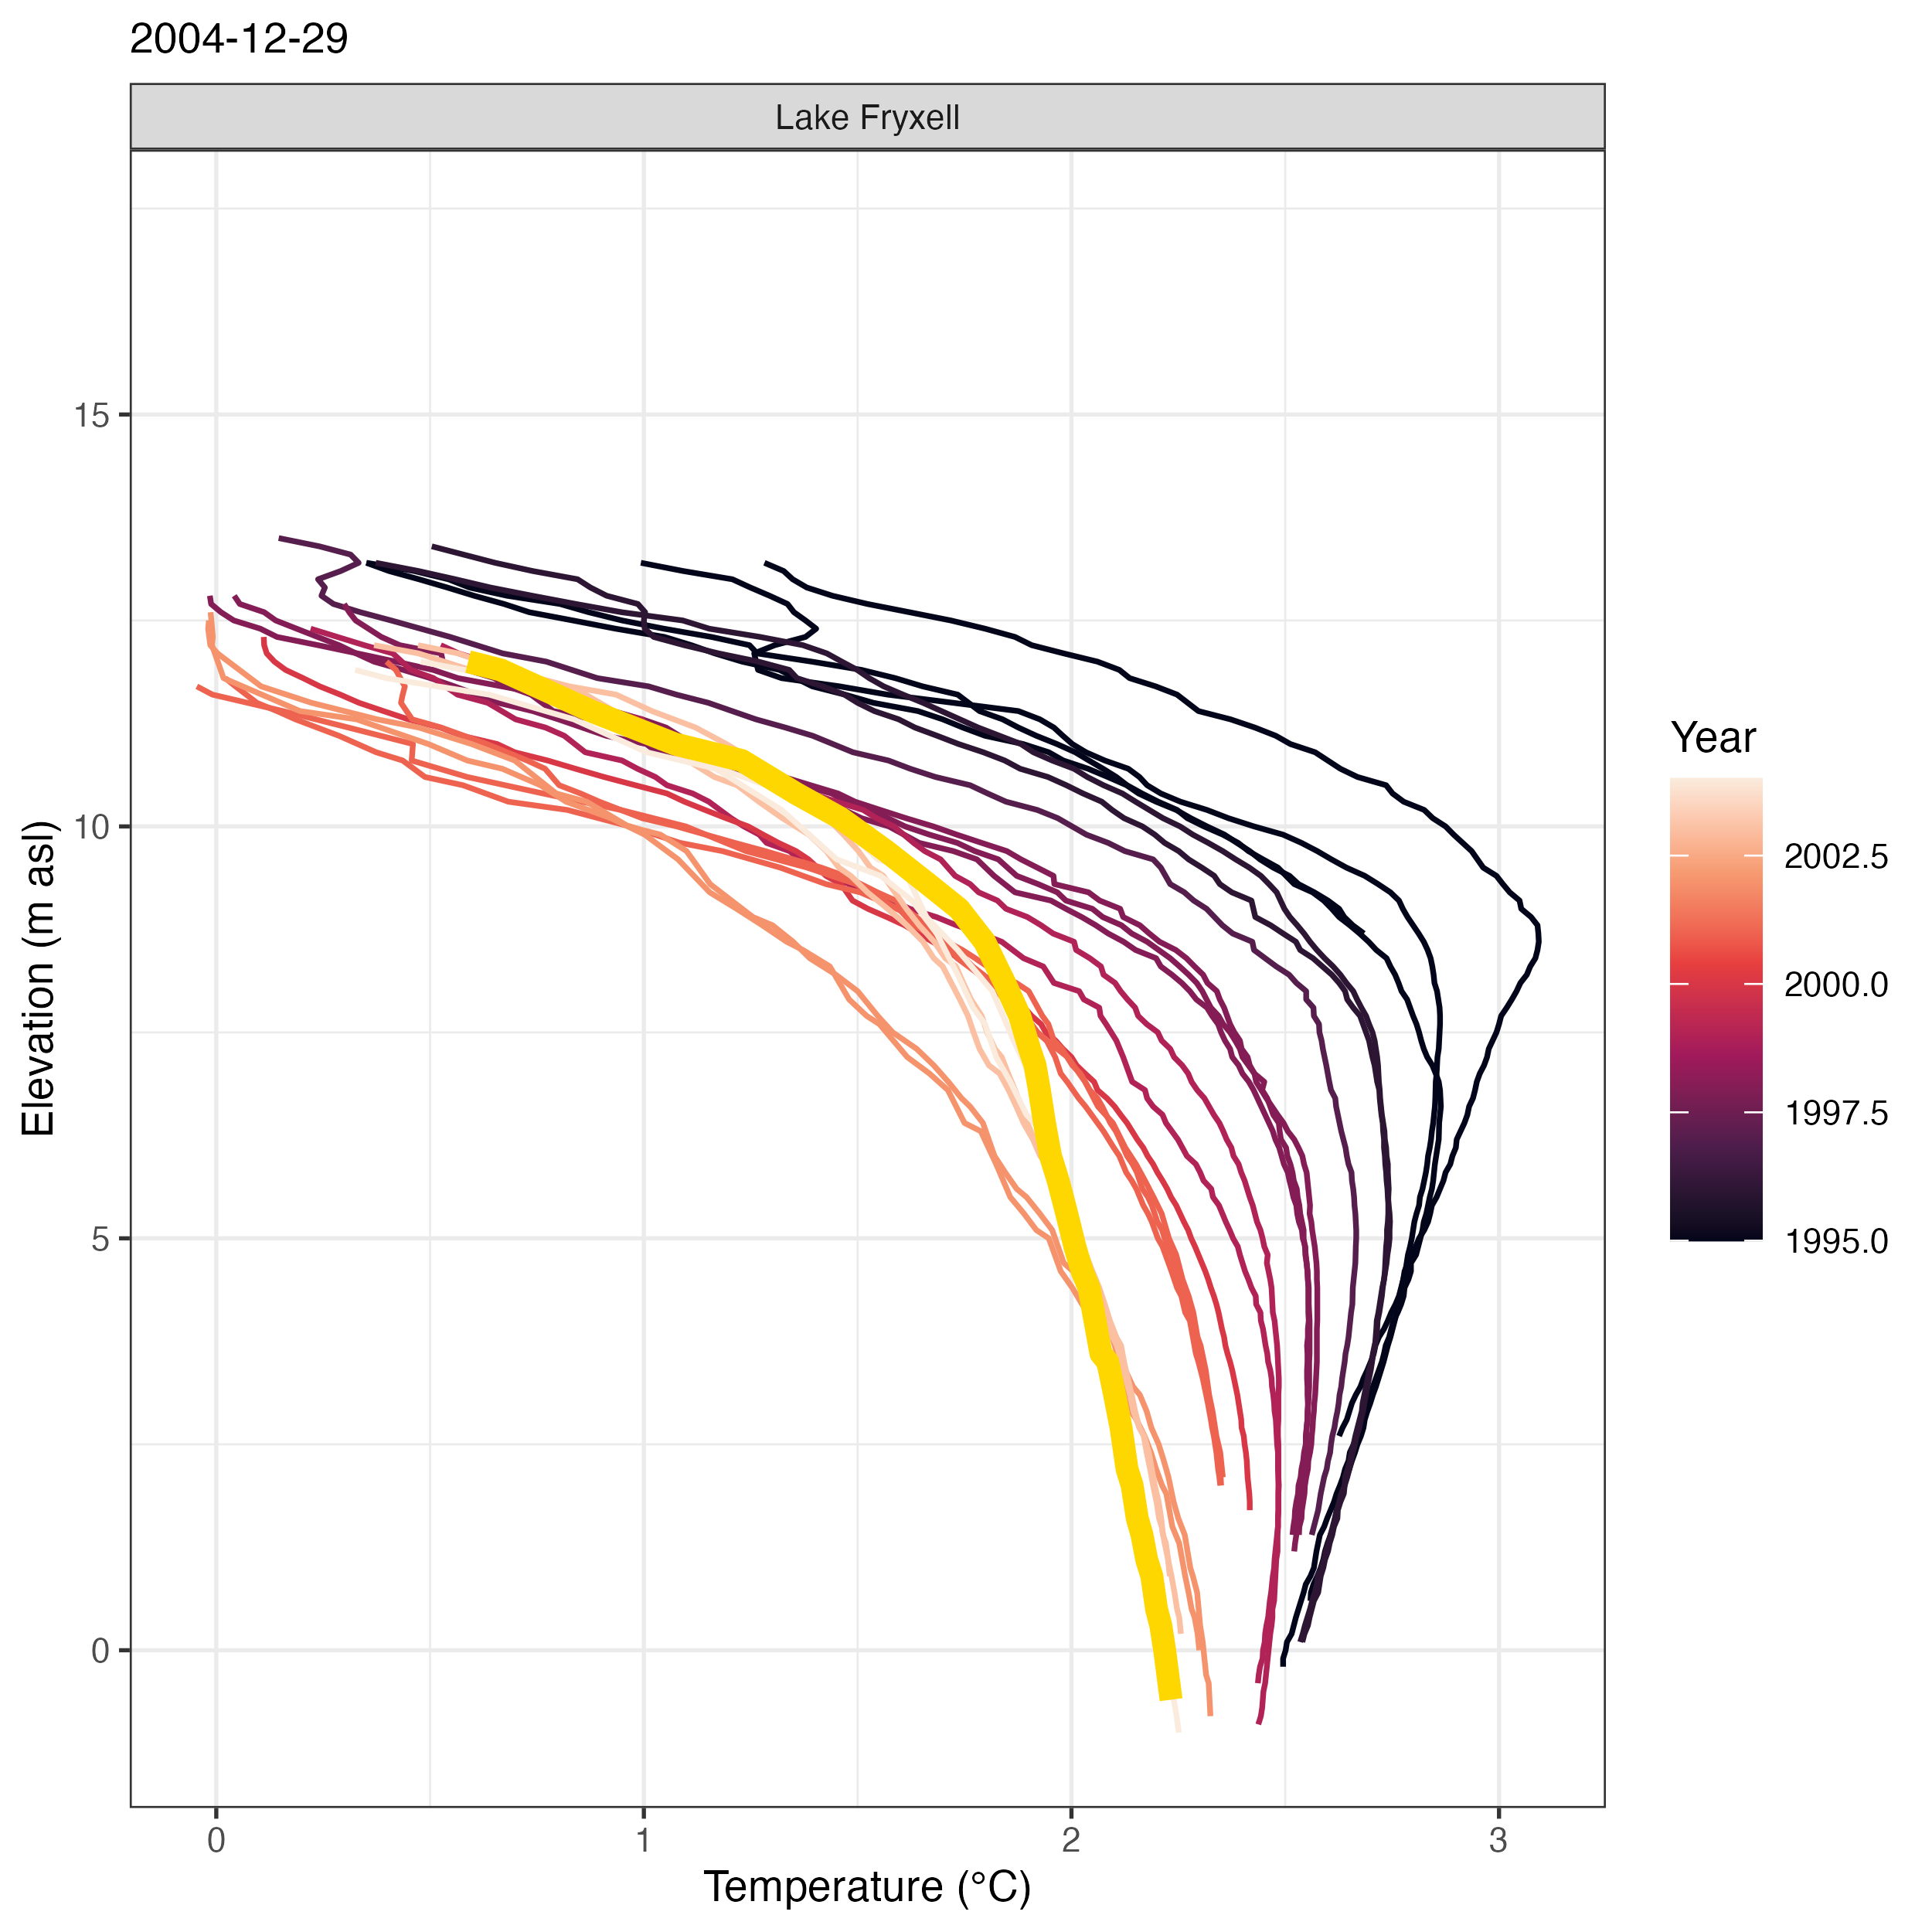 2004-12-29
Lake Fryxell
Elevation (m asl)
15
10
5
0
0 1 2 3
Temperature (°C)
Year
2002.5
2000.0
1997.5
1995.0